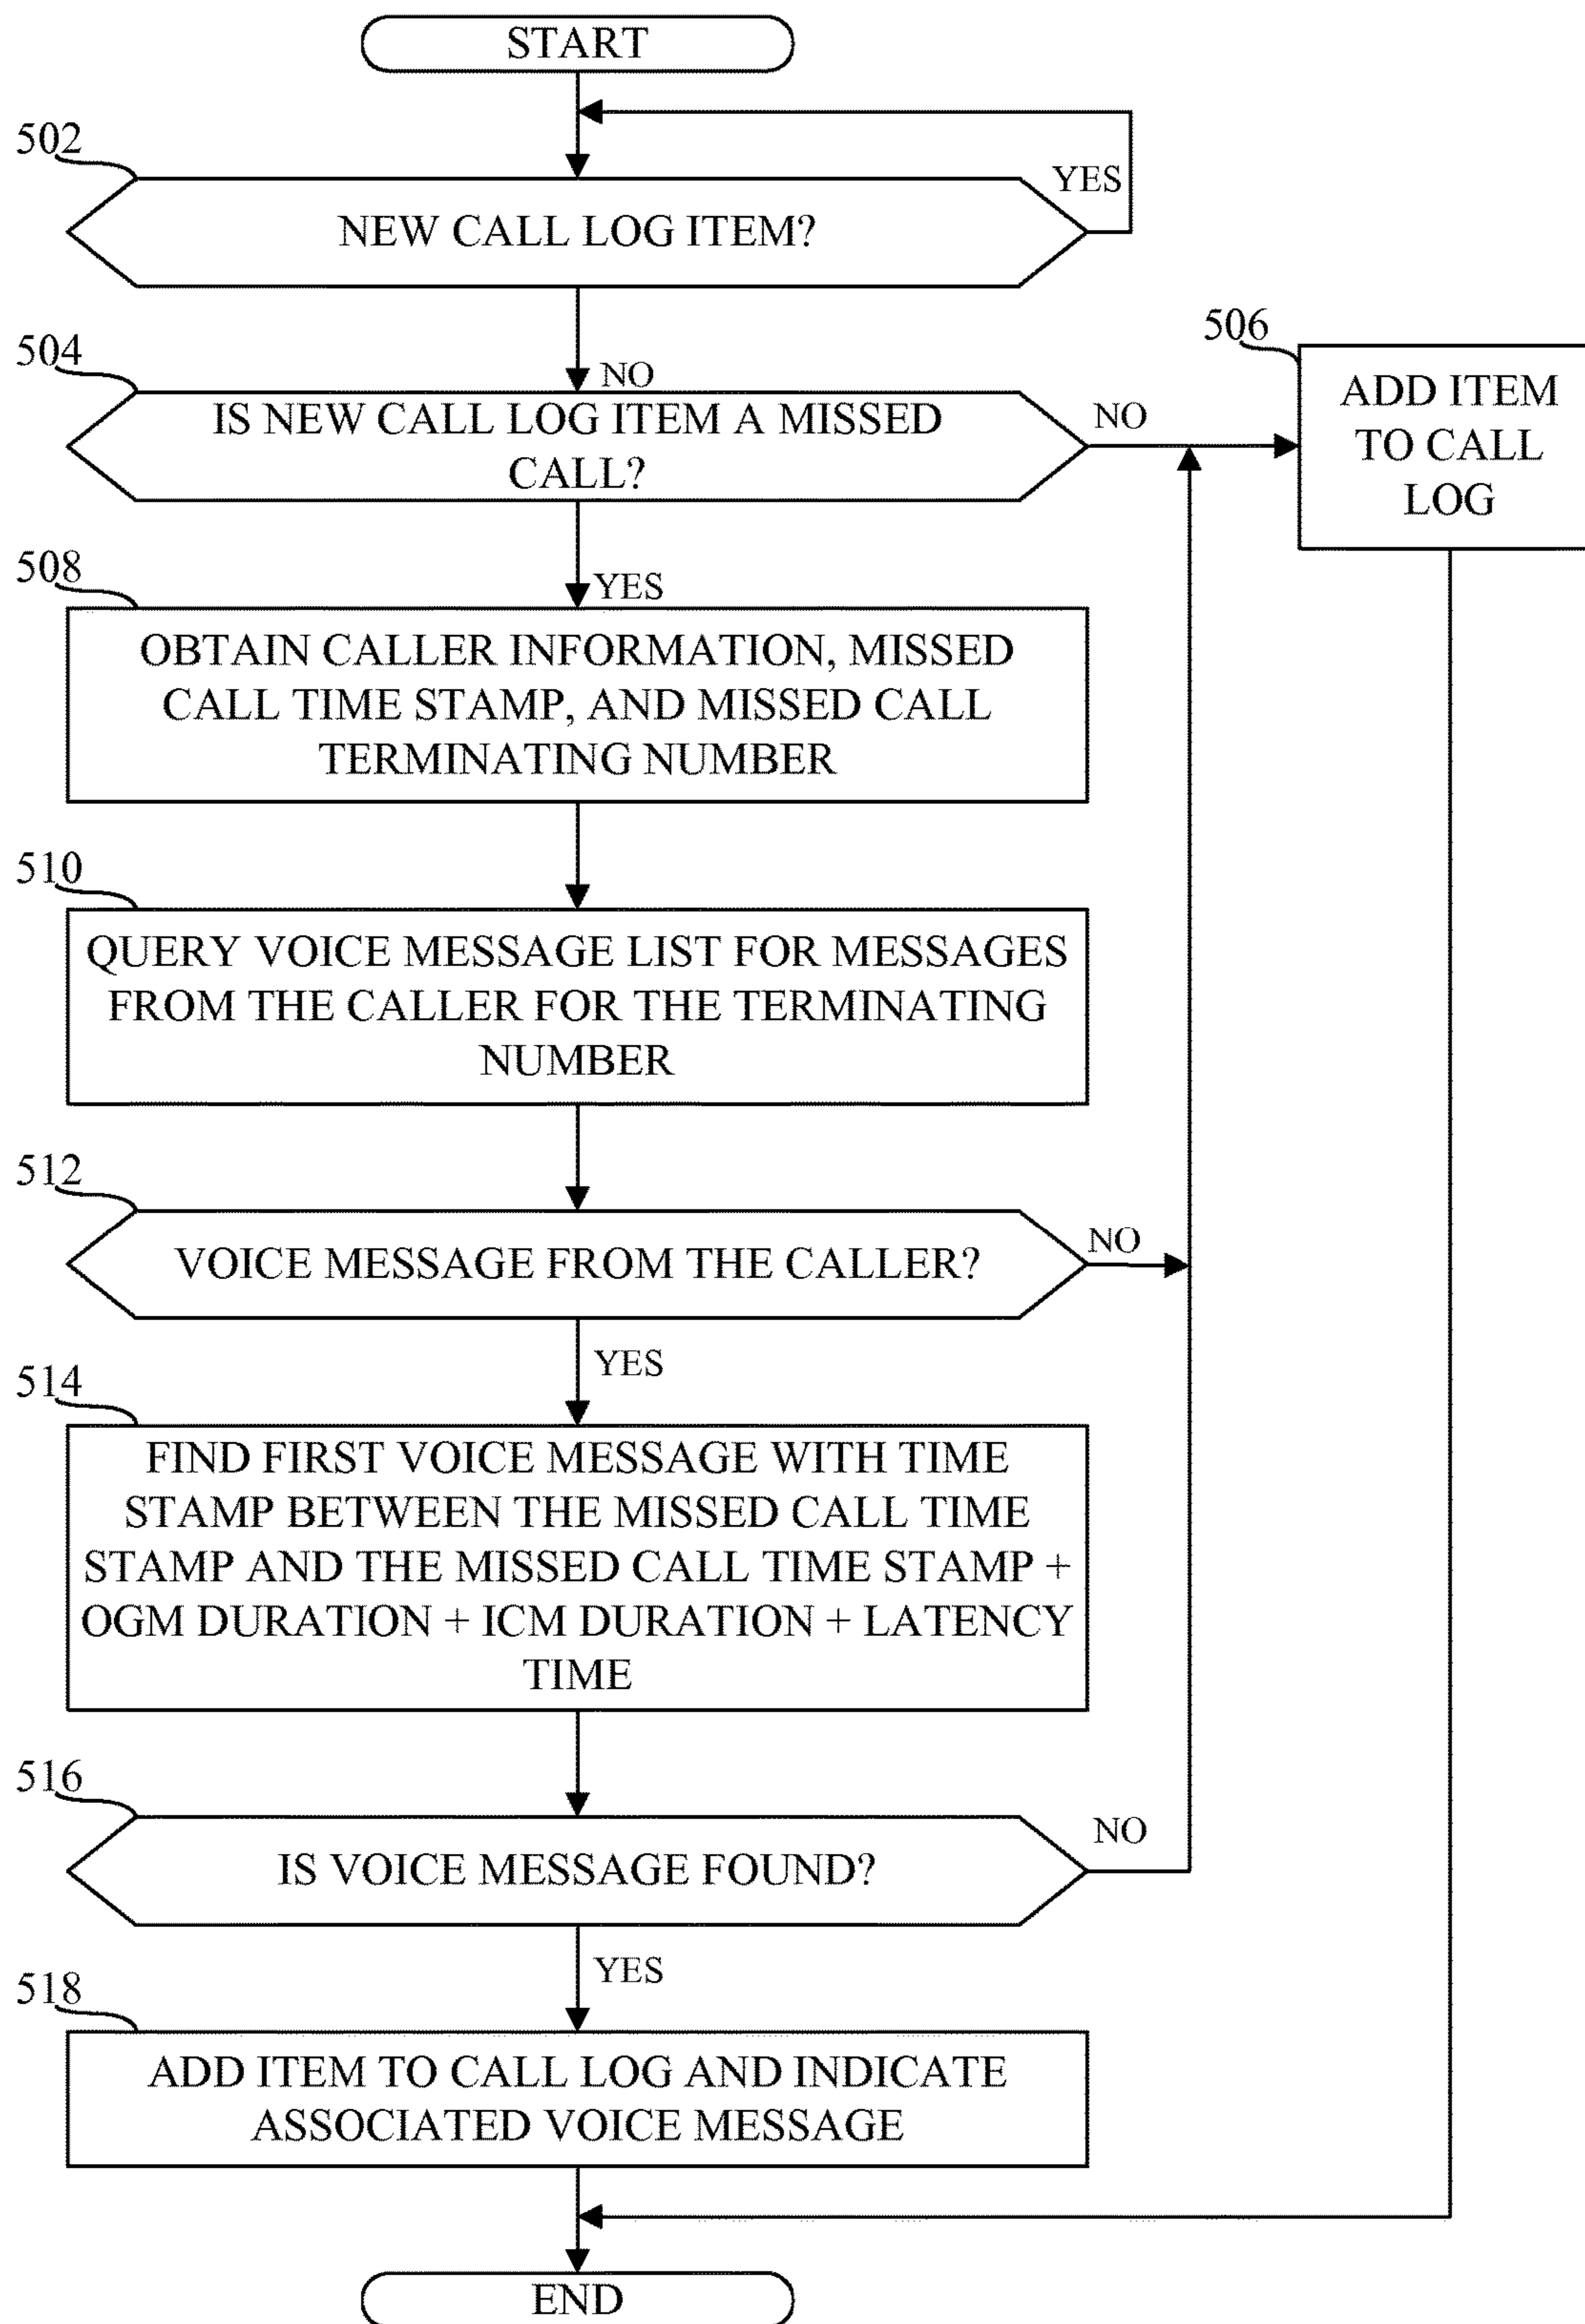 START
502
YES
NEW CALL LOG ITEM?
504
NO
IS NEW CALL LOG ITEM A MISSED
CALL?
NO
506
ADD ITEM
TO CALL
LOG
508
YES
OBTAIN CALLER INFORMATION, MISSED
CALL TIME STAMP, AND MISSED CALL
TERMINATING NUMBER
510
QUERY VOICE MESSAGE LIST FOR MESSAGES
FROM THE CALLER FOR THE TERMINATING
NUMBER
512
VOICE MESSAGE FROM THE CALLER?
NO
YES
514
FIND FIRST VOICE MESSAGE WITH TIME
STAMP BETWEEN THE MISSED CALL TIME
STAMP AND THE MISSED CALL TIME STAMP +
OGM DURATION + ICM DURATION + LATENCY
TIME
516
IS VOICE MESSAGE FOUND?
NO
YES
518
ADD ITEM TO CALL LOG AND INDICATE
ASSOCIATED VOICE MESSAGE
END